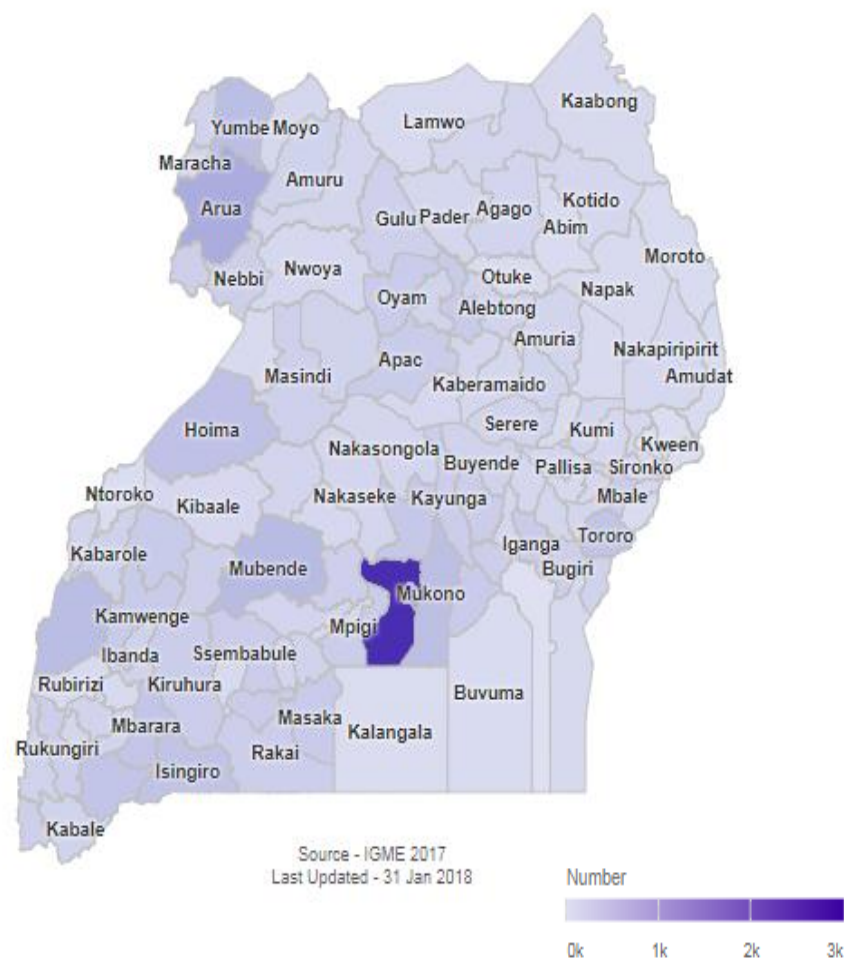 Kaabong
Lamwo
Yumbe Moyo
Maracha
Amuru
Arua
Gulu Pader Agago
Kotido
Abim
Moroto
Nebbi
Nwoya
Otuke
Oyam
Napak
Alebtong
Amuria
Apac
Nakapiripirit
Masindi
Kaberamaido
Amudat
Hoima
Serere
Kumi
Nakasongola
Kween
Buyende
Pallisa
Sironko
Ntoroko
Kibaale
Nakaseke
Kayunga
Mbale
Tororo
Iganga
Kabarole
Mubende
Bugiri
Mukono
Kamwenge
Mpigi
Ibanda
Ssembabule
Rubirizi
Kiruhura
Buvuma
Mbarara
Masaka
Kalangala
Rukungiri
Rakai
Isingiro
Kabale
Source - IGME 2017
Last Updated - 31 Jan 2018
Number
0k 1k 2k 3k